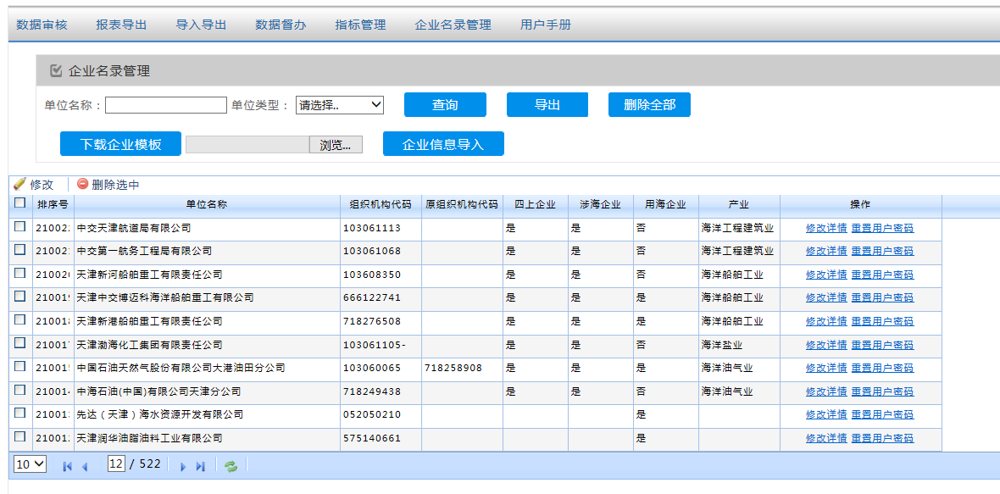 数据审核 报表导出 导入导出 数据督办 指标管理 企业名录管理 用户手册
企业名录管理
单位名称： 单位类型： 请选择.. 查询 导出 删除全部
下载企业模板 浏览... 企业信息导入
修改 删除选中
排序号 单位名称 组织机构代码 原组织机构代码 四上企业 涉海企业 用海企业 产业 操作
21002 中交天津航道局有限公司 103061113 是 是 否 海洋工程建筑业 修改详情 重置用户密码
21002 中交第一航务工程局有限公司 103061068 是 是 否 海洋工程建筑业 修改详情 重置用户密码
21002 天津新河船舶重工有限责任公司 103608350 是 是 否 海洋船舶工业 修改详情 重置用户密码
21001 天津中交博迈科海洋船舶重工有限公司 666122741 是 是 是 海洋船舶工业 修改详情 重置用户密码
21001 天津新港船舶重工有限责任公司 718276508 是 是 是 海洋船舶工业 修改详情 重置用户密码
21001 天津渤海化工集团有限责任公司 103061105- 是 是 否 海洋盐业 修改详情 重置用户密码
21001 中国石油天然气股份有限公司大港油田分公司 103060065 718258908 是 是 是 海洋油气业 修改详情 重置用户密码
21001 中海石油(中国)有限公司天津分公司 718249438 是 是 否 海洋油气业 修改详情 重置用户密码
21001 先达（天津）海水资源开发有限公司 052050210 是 修改详情 重置用户密码
21001 天津润华油脂油料工业有限公司 575140661 是 修改详情 重置用户密码
10 12 / 522